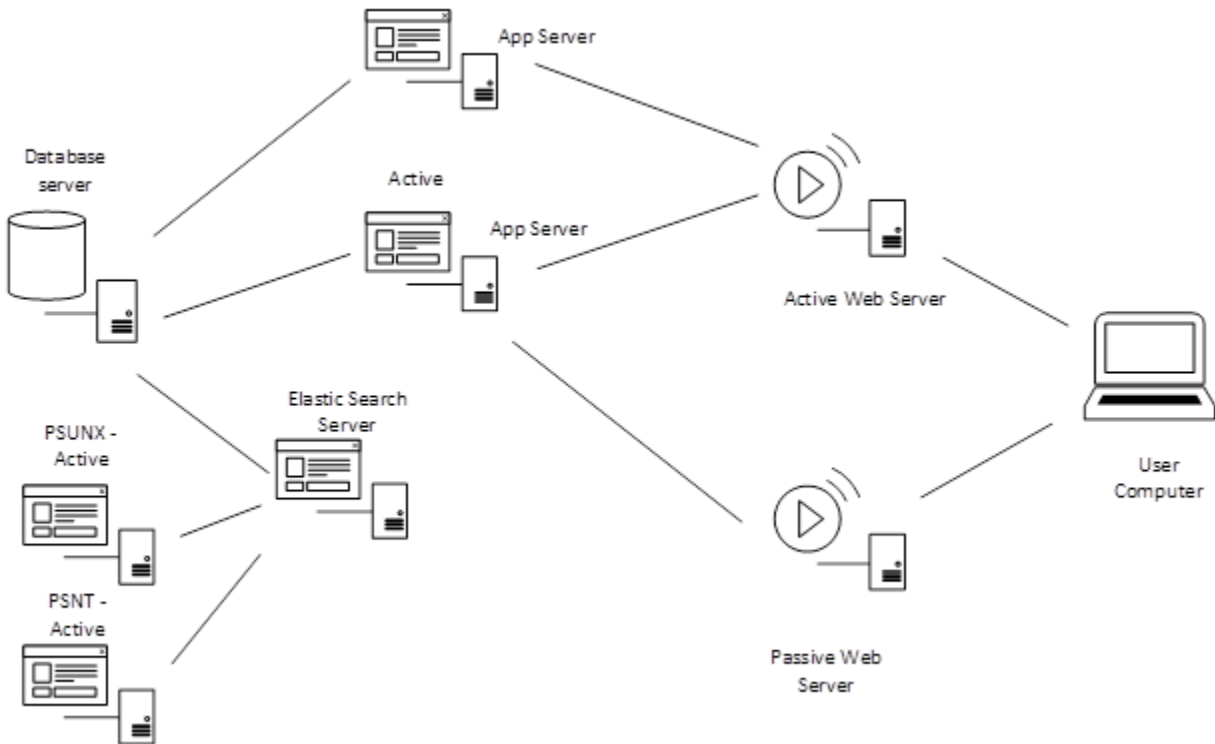 App Server
Database
server
Active
App Server
Active Web Server
Elastic Search
Server
PSUNX -
Active
User
Computer
PSNT -
Active
Passive Web
Server